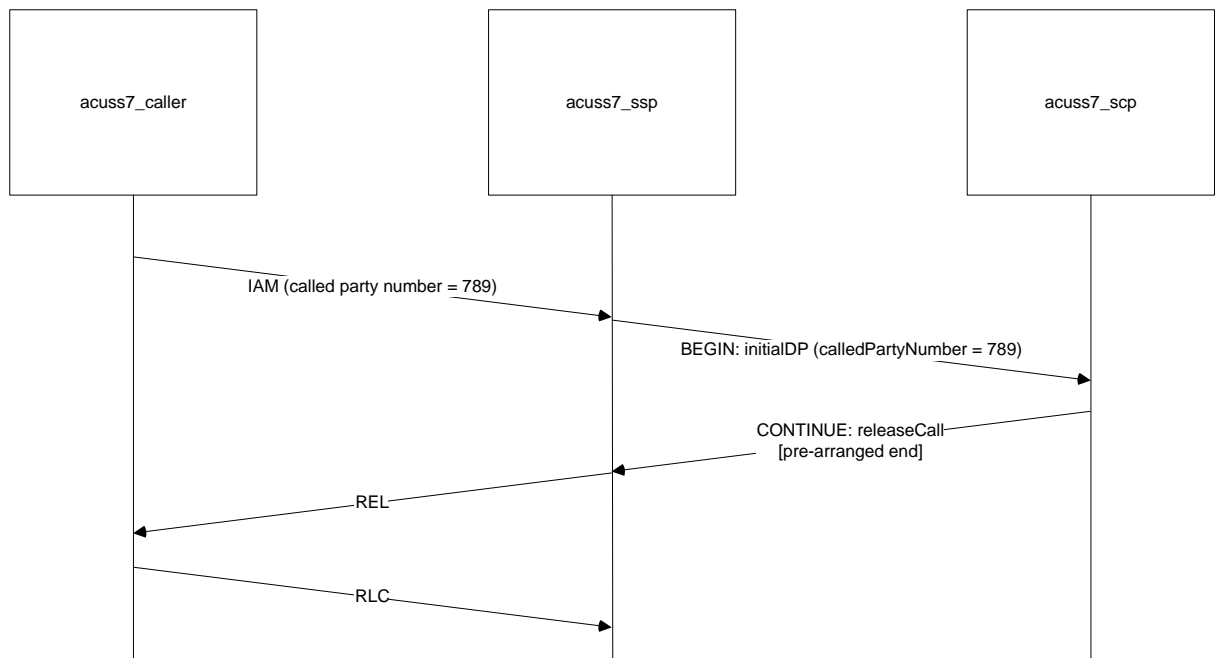 acuss7_caller
acuss7_ssp
acuss7_scp
IAM (called party number = 789)
BEGIN: initialDP (calledPartyNumber = 789)
CONTINUE: releaseCall
[pre-arranged end]
REL
RLC